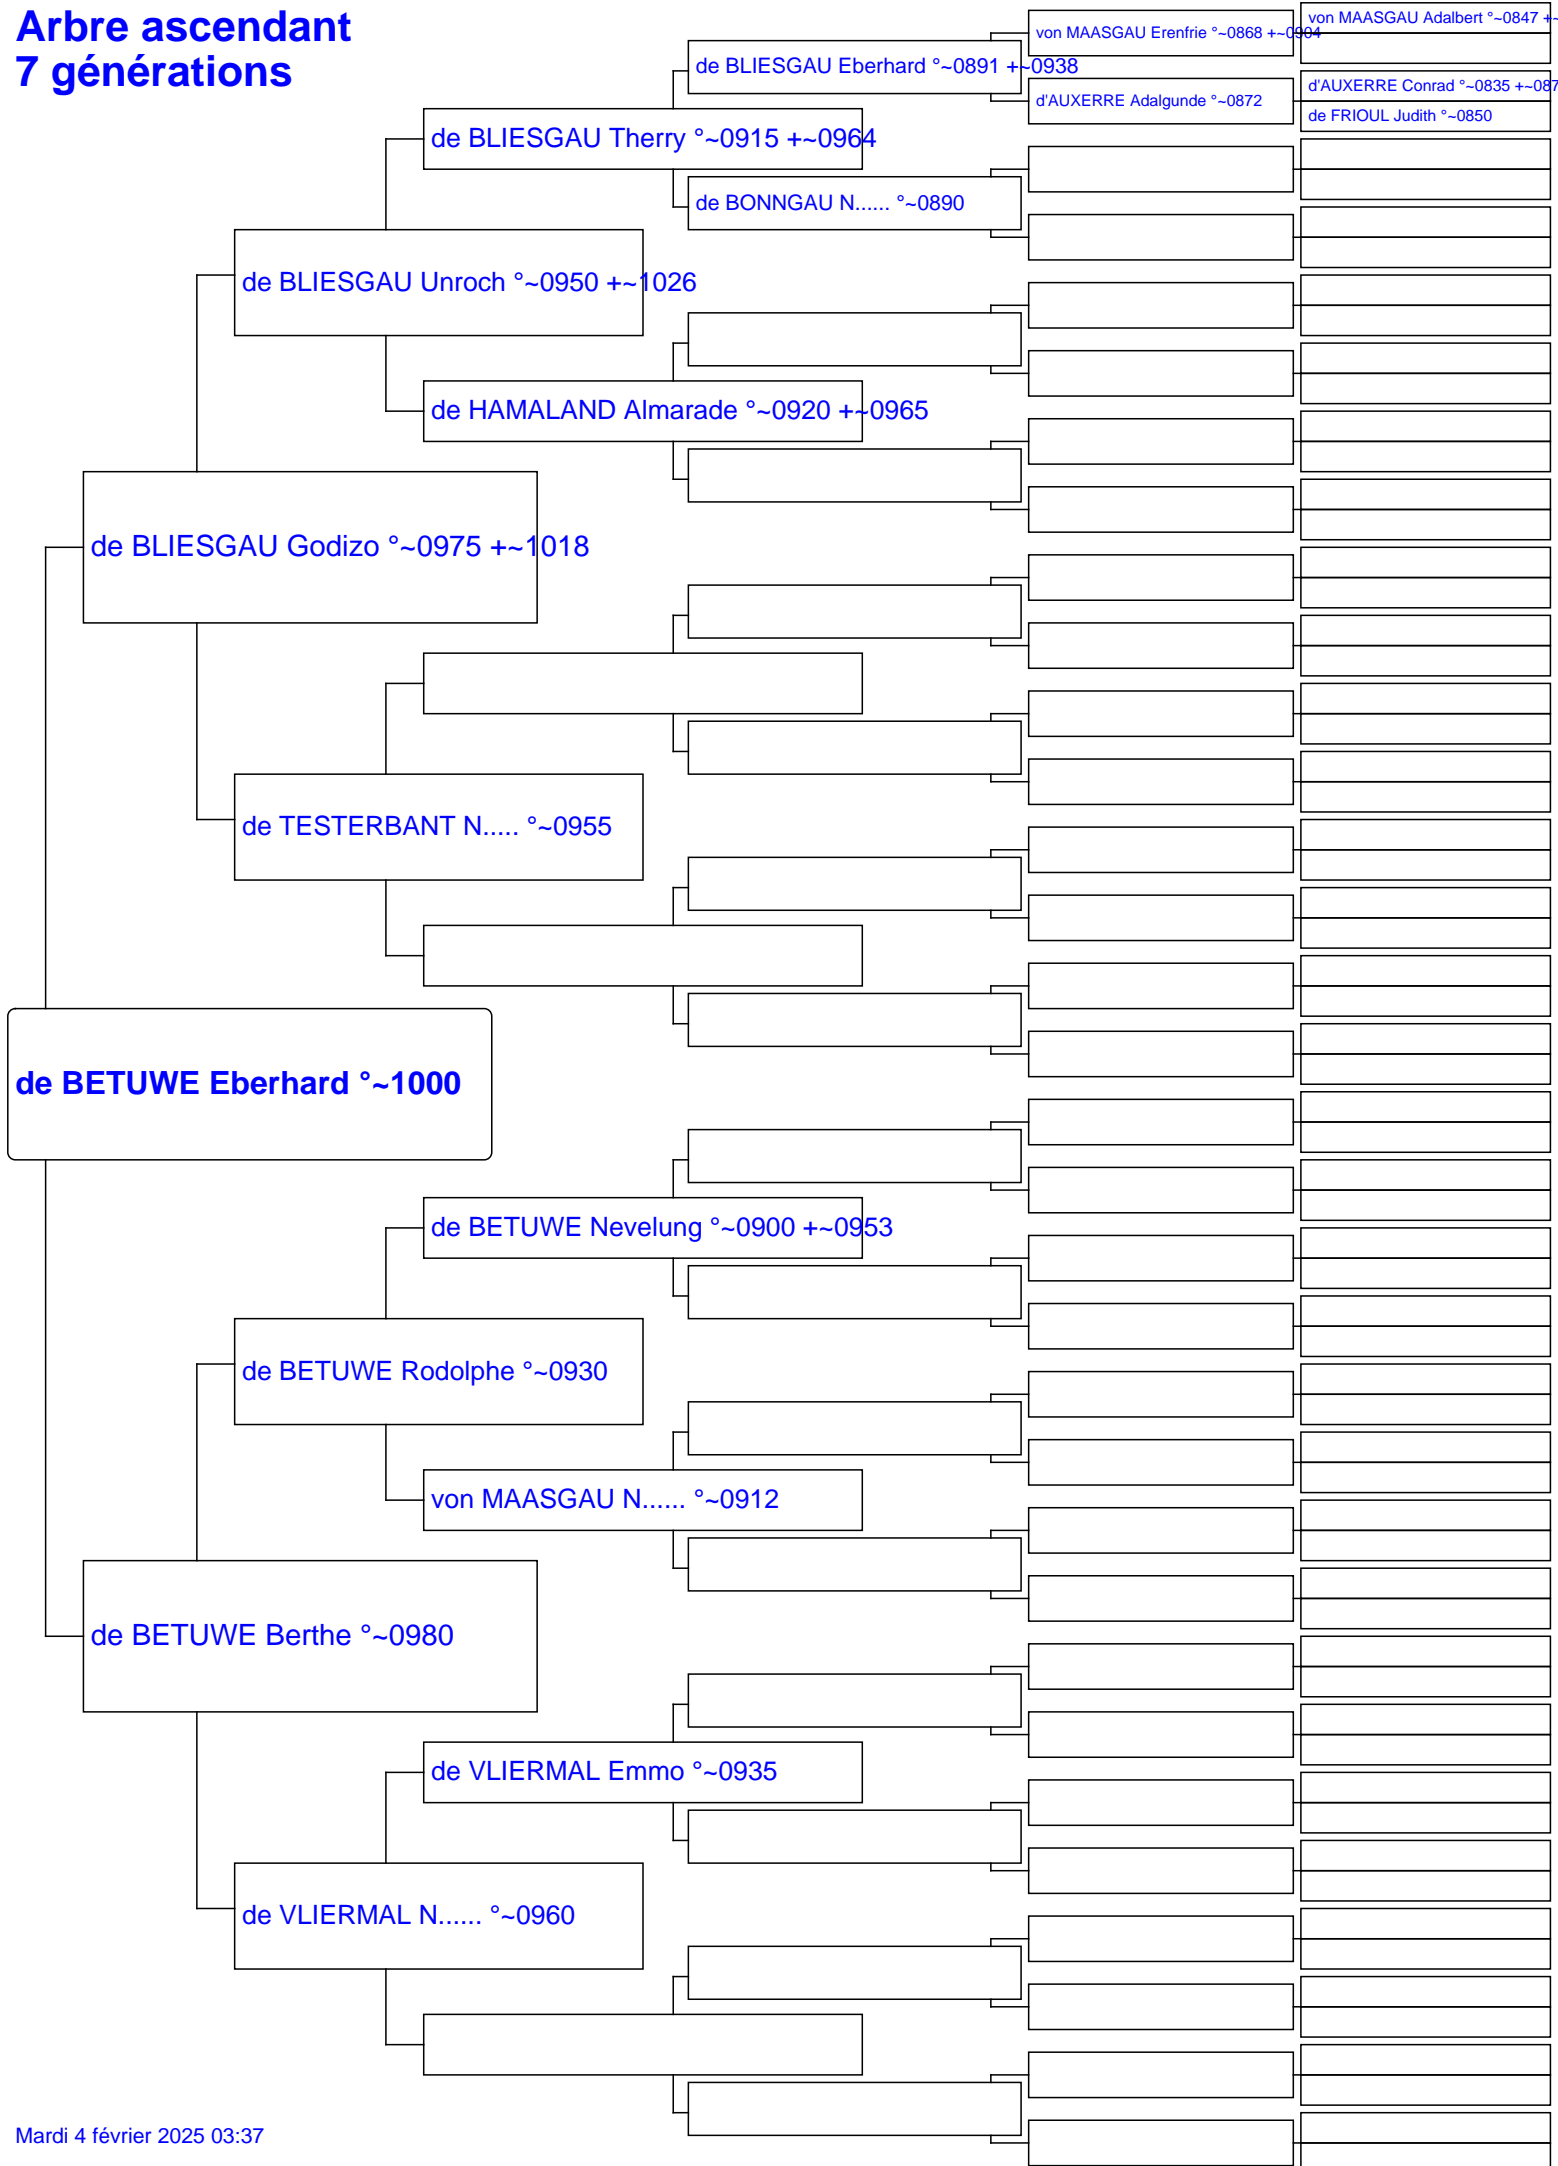 Arbre ascendant
7 générations
von MAASGAU Adalbert °~0847 +~
von MAASGAU Erenfrie °~0868 +~0904
de BLIESGAU Eberhard °~0891 +~0938
d'AUXERRE Conrad °~0835 +~087
d'AUXERRE Adalgunde °~0872
de FRIOUL Judith °~0850
de BLIESGAU Therry °~0915 +~0964
de BONNGAU N...... °~0890
de BLIESGAU Unroch °~0950 +~1026
de HAMALAND Almarade °~0920 +~0965
de BLIESGAU Godizo °~0975 +~1018
de TESTERBANT N..... °~0955
de BETUWE Eberhard °~1000
de BETUWE Nevelung °~0900 +~0953
de BETUWE Rodolphe °~0930
von MAASGAU N...... °~0912
de BETUWE Berthe °~0980
de VLIERMAL Emmo °~0935
de VLIERMAL N...... °~0960
Mardi 4 février 2025 03:37